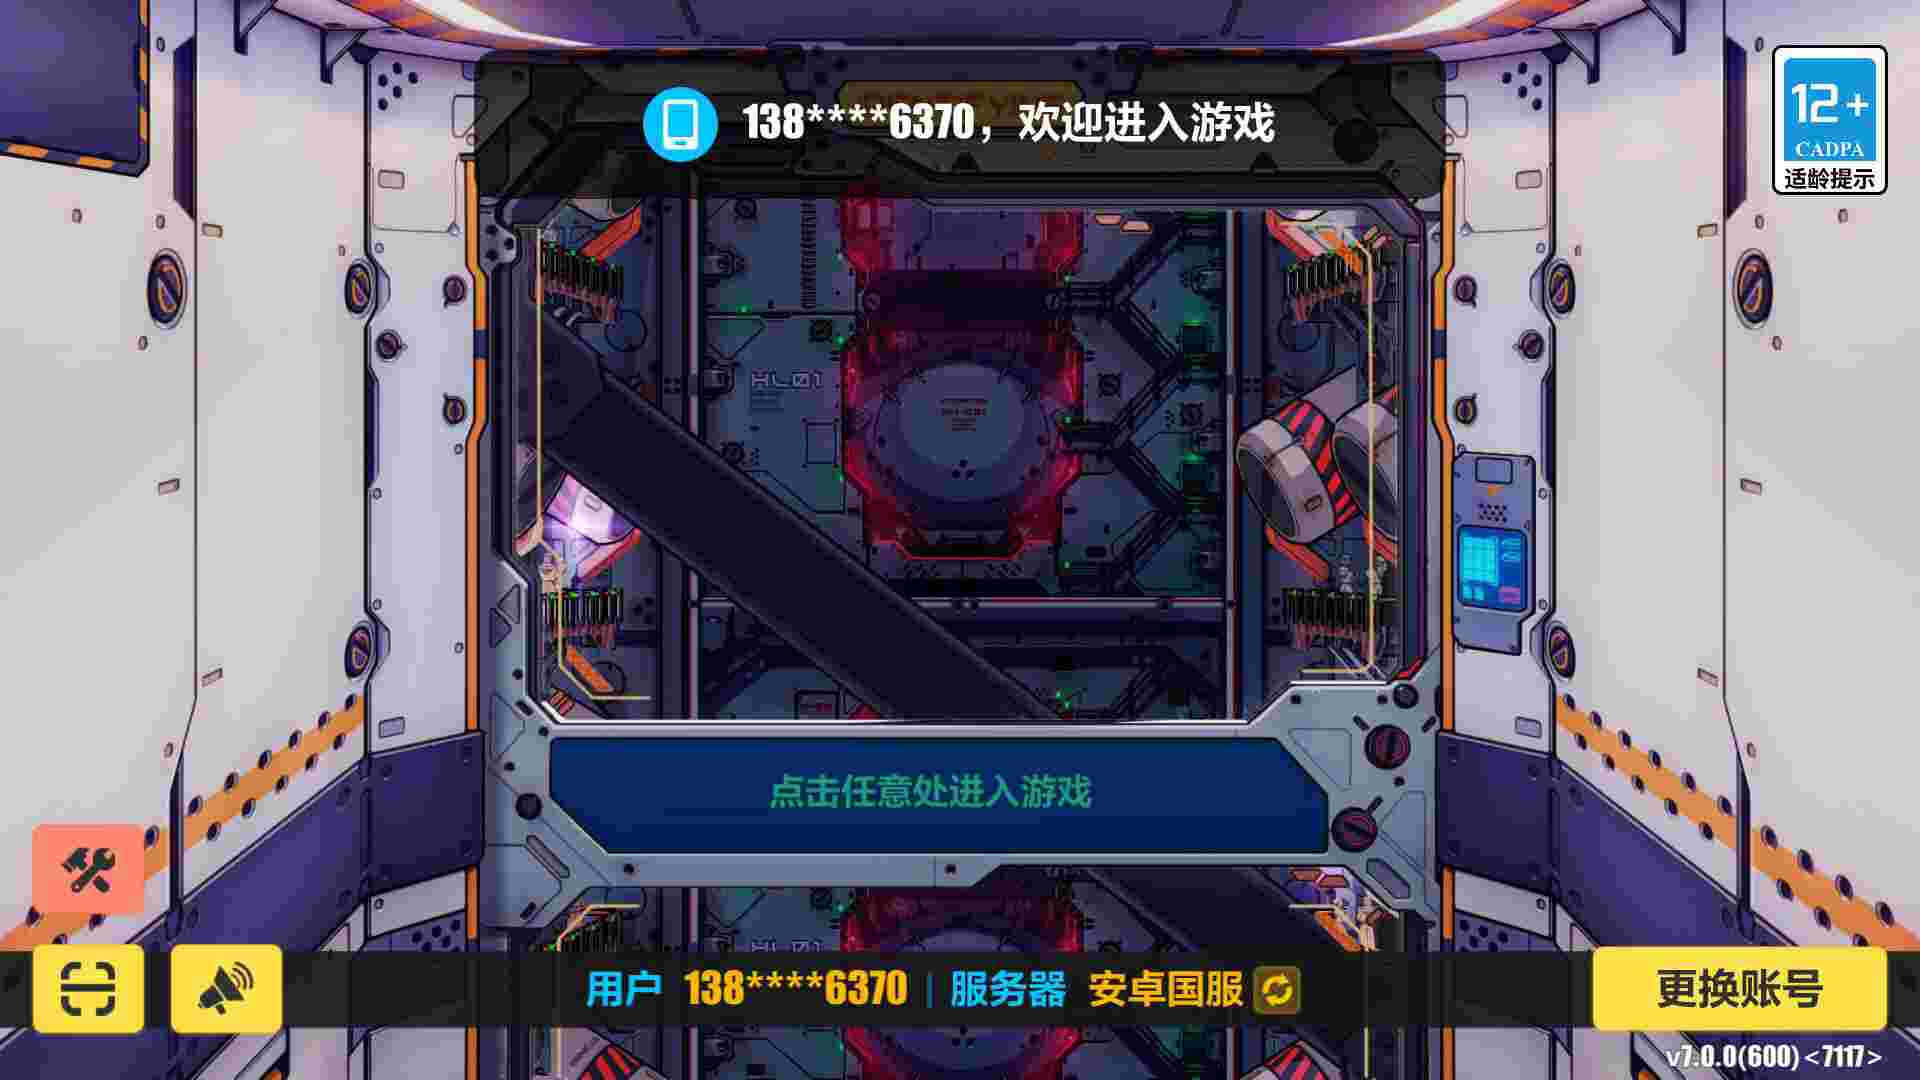 138****6370，欢迎进入游戏
12+
CADPA
适龄提示
HL01
点击任意处进入游戏
HL01
用户 138****6370 | 服务器 安卓国服
更换账号
v7.0.0(600)<7117>